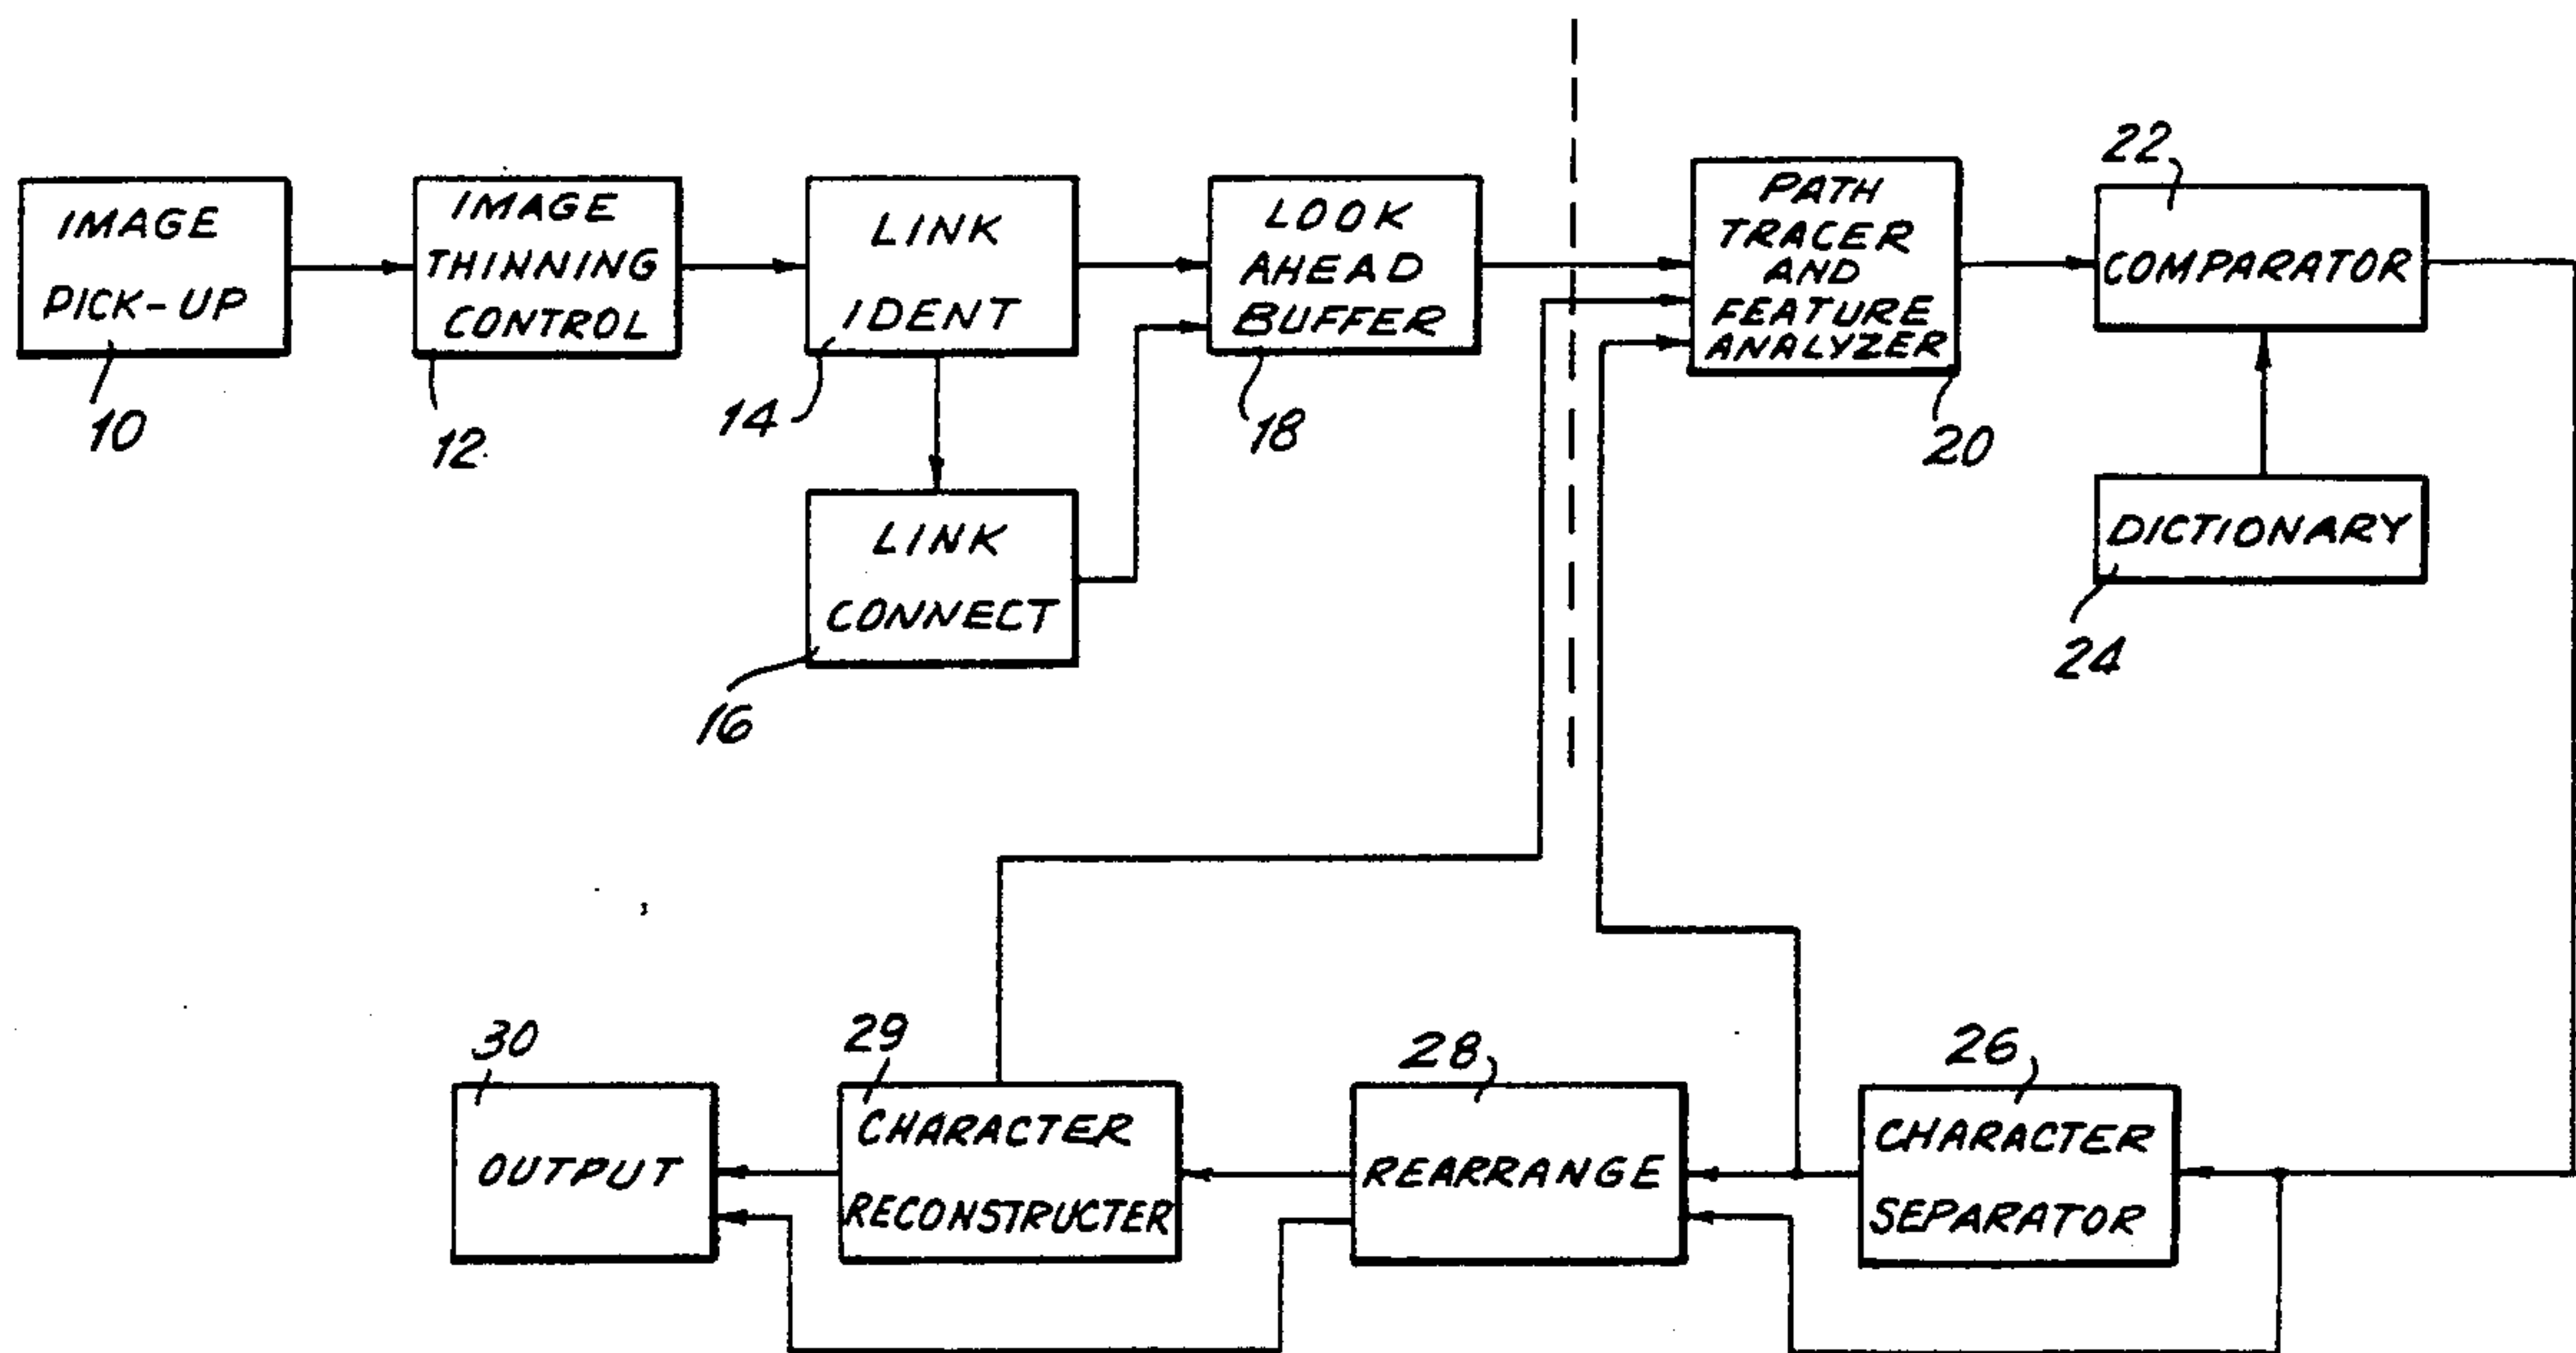 IMAGE
PICK-UP
10
IMAGE
THINNING
CONTROL
12
LINK
IDENT
14
LINK
CONNECT
16
LOOK
AHEAD
BUFFER
18
PATH
TRACER
AND
FEATURE
ANALYZER
20
22
COMPARATOR
DICTIONARY
24
30
OUTPUT
29
CHARACTER
RECONSTRUCTER
28
REARRANGE
26
CHARACTER
SEPARATOR